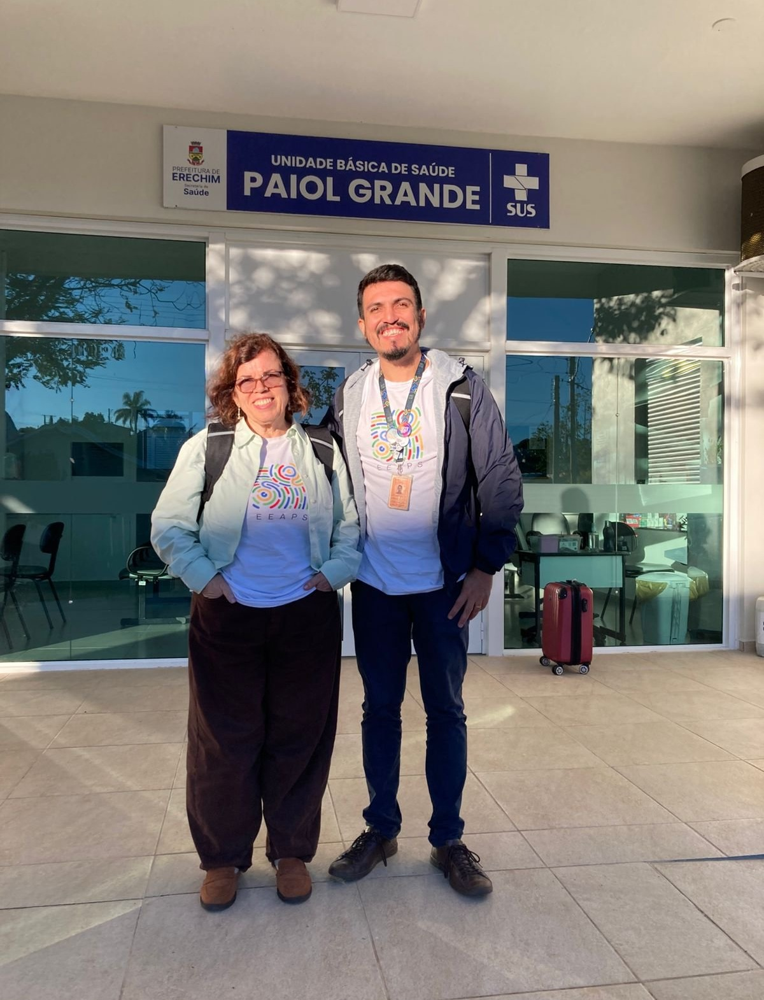 PREFEITURA DE
ERECHIM
Secretaria de
Saúde
UNIDADE BÁSICA DE SAÚDE
PAIOL GRANDE
SUS
EEAPS
EEAPS